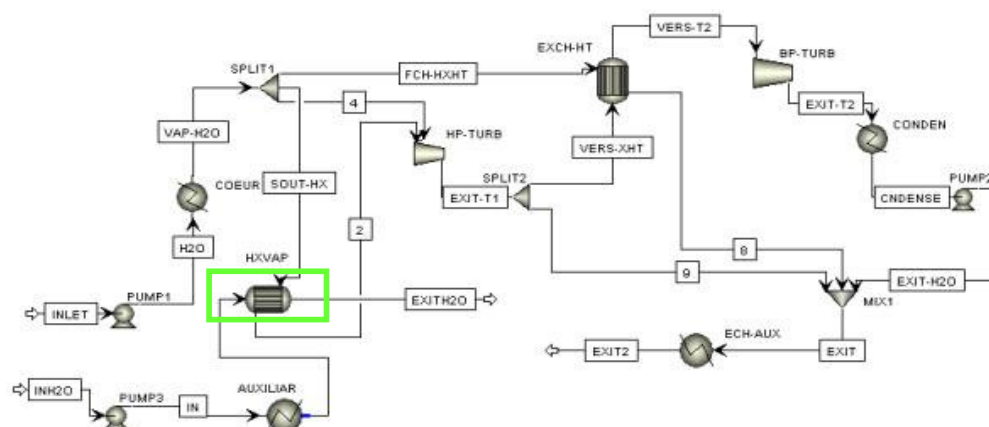 VERS-T2
EXCH-HT
BP-TURB
SPLIT1
FCH-HXHT
4
EXIT-T2
VAP-H2O
HP-TURB
CONDEN
VERS-XHT
COEUR
SOUT-HX
SPLIT2
PUMP2
EXIT-T1
CNDENSE
2
H2O
8
HXVAP
9
EXIT-H2O
PUMP1
EXITH2O
INLET
MIX1
ECH-AUX
EXIT2
EXIT
AUXILIAR
INH2O
PUMP3
IN